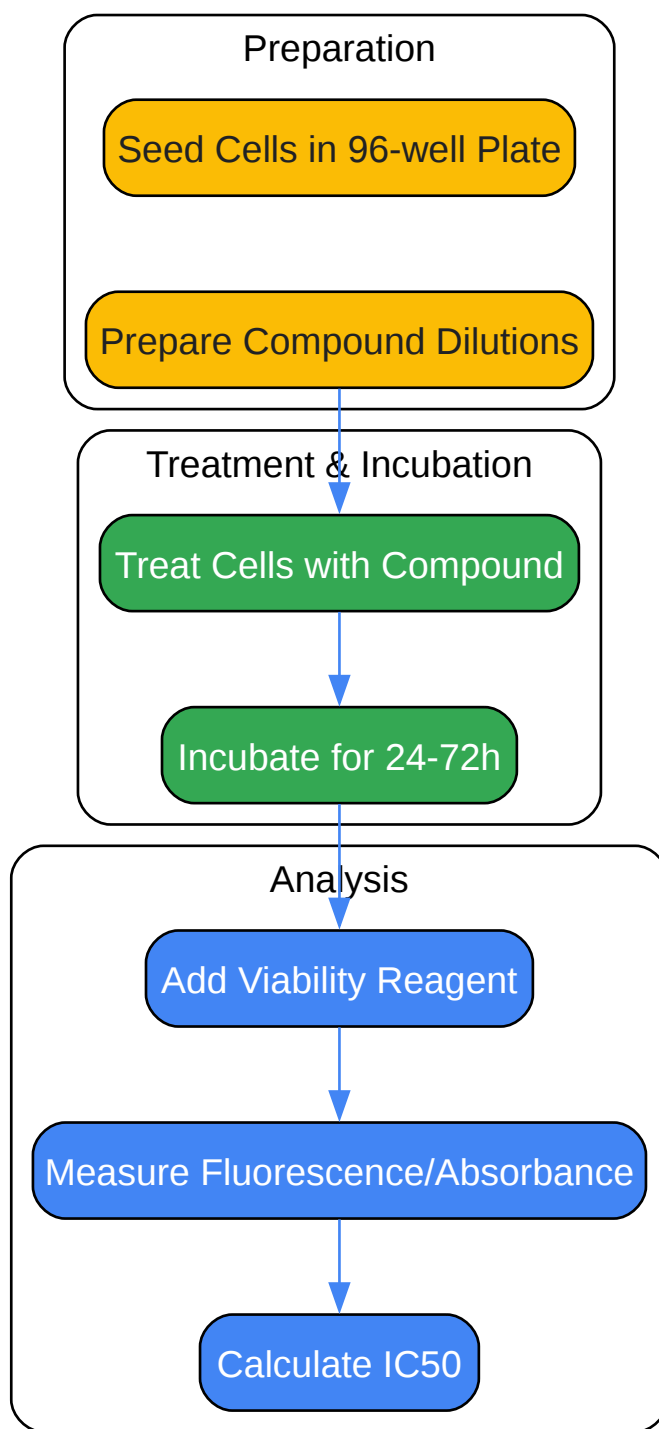 Preparation
Seed Cells in 96-well Plate
Prepare Compound Dilutions
Treatment & Incubation
Treat Cells with Compound
Incubate for 24-72h
Analysis
Add Viability Reagent
Measure Fluorescence/Absorbance
Calculate IC50